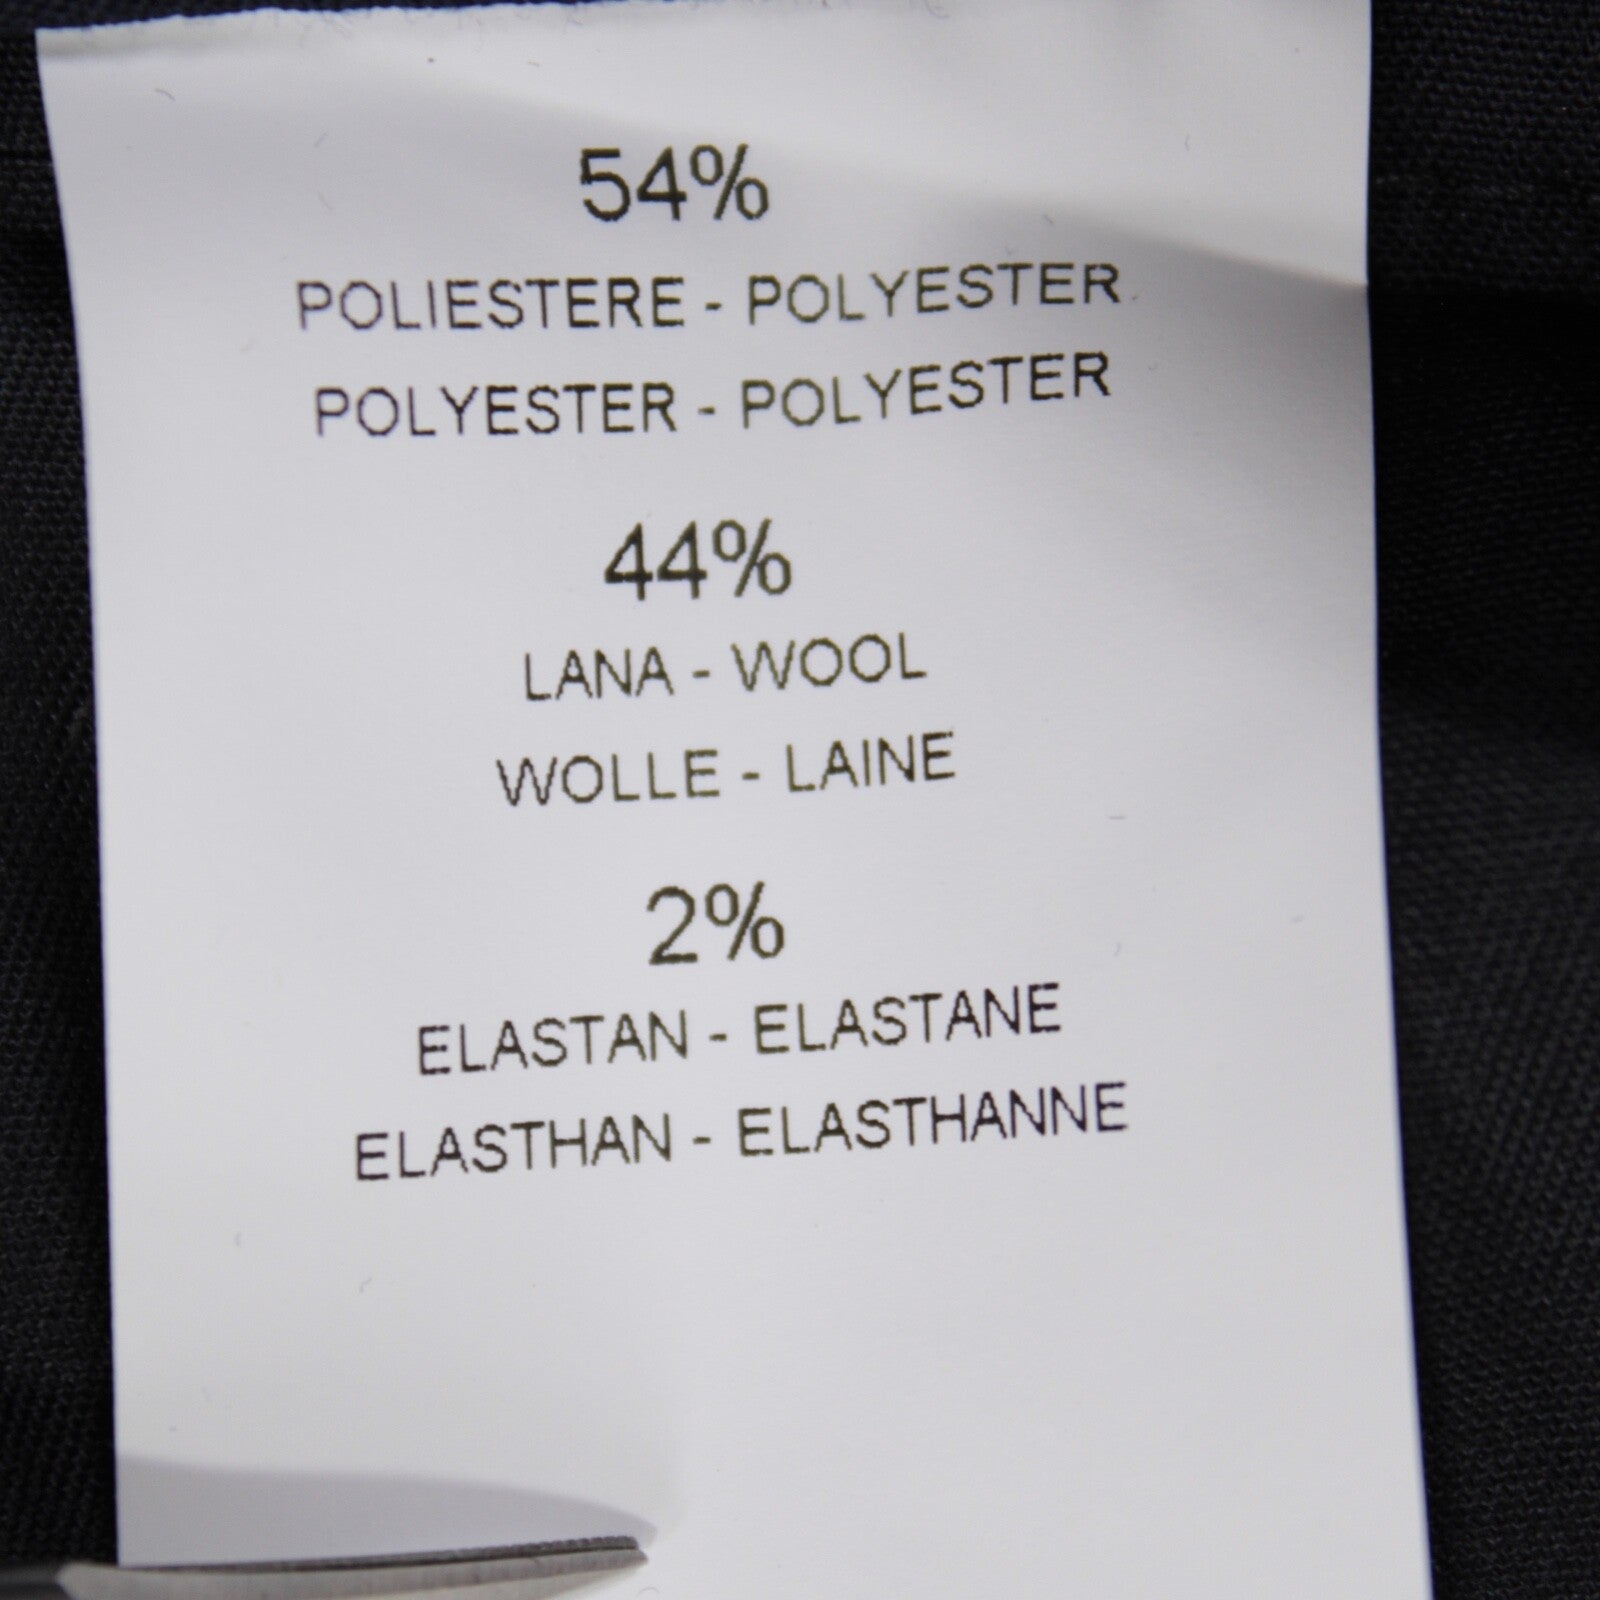 54%
POLIESTERE - POLYESTER
POLYESTER - POLYESTER
44%
LANA - WOOL
WOLLE - LAINE
2%
ELASTAN - ELASTANE
ELASTHAN - ELASTHANNE